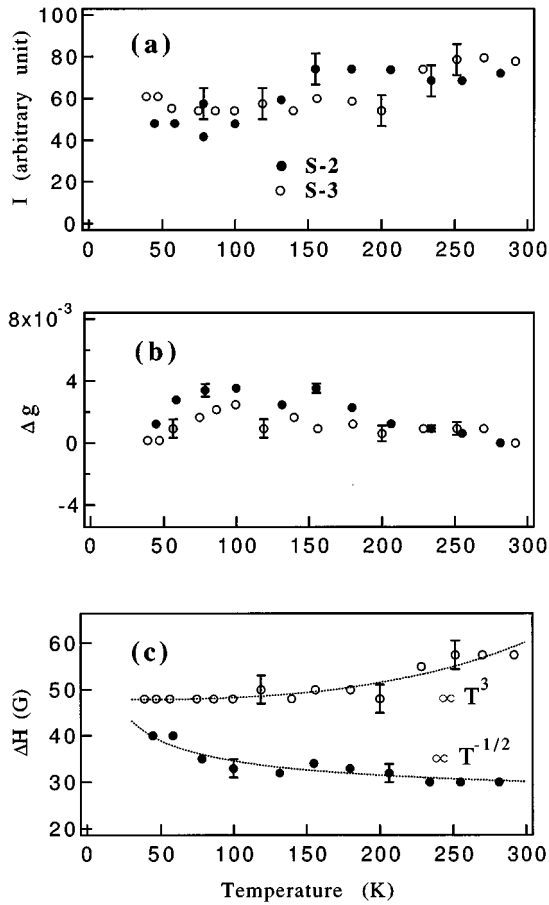 100
(a)
80
60
40
20
0
I (arbitrary unit)
● S-2
○ S-3
0 50 100 150 200 250 300
8x10⁻³
(b)
4
0
-4
Δg
0 50 100 150 200 250 300
60
(c)
50
40
30
20
ΔH (G)
∝ T³
∝ T⁻¹/²
0 50 100 150 200 250 300
Temperature (K)